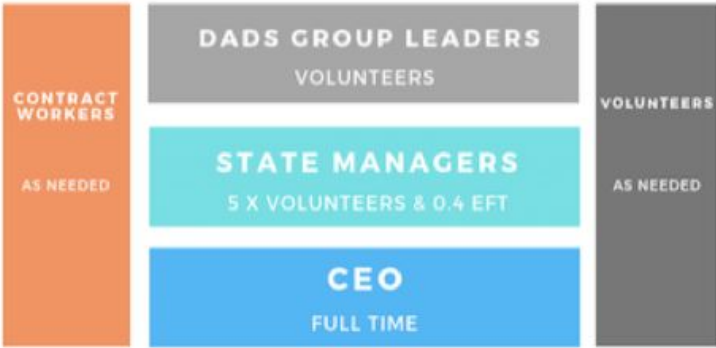 CONTRACT
WORKERS
AS NEEDED
DADS GROUP LEADERS
VOLUNTEERS
STATE MANAGERS
5 X VOLUNTEERS & 0.4 EFT
CEO
FULL TIME
VOLUNTEERS
AS NEEDED